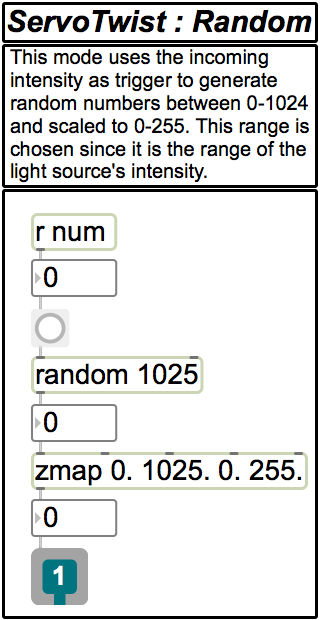 ServoTwist : Random
This mode uses the incoming
intensity as trigger to generate
random numbers between 0-1024
and scaled to 0-255. This range is
chosen since it is the range of the
light source's intensity.
r num
0
random 1025
0
zmap 0. 1025. 0. 255.
0
1